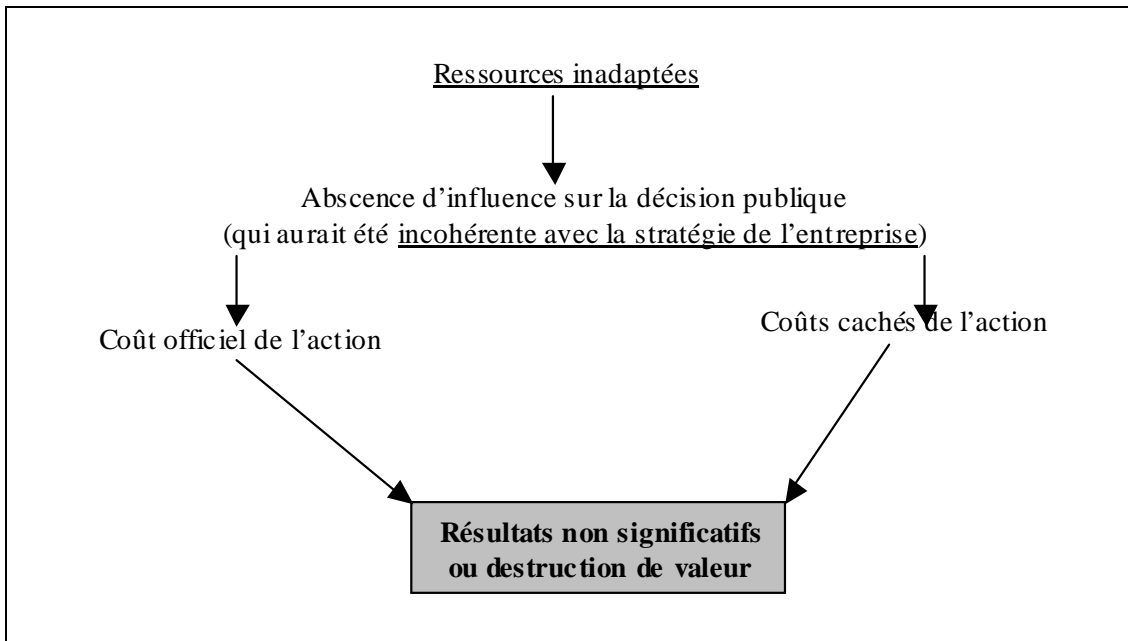 Ressources inadaptées
Abscence d'influence sur la décision publique
(qui aurait été incohérente avec la stratégie de l'entreprise)
Coût officiel de l'action
Coûts cachés de l'action
Résultats non significatifs
ou destruction de valeur